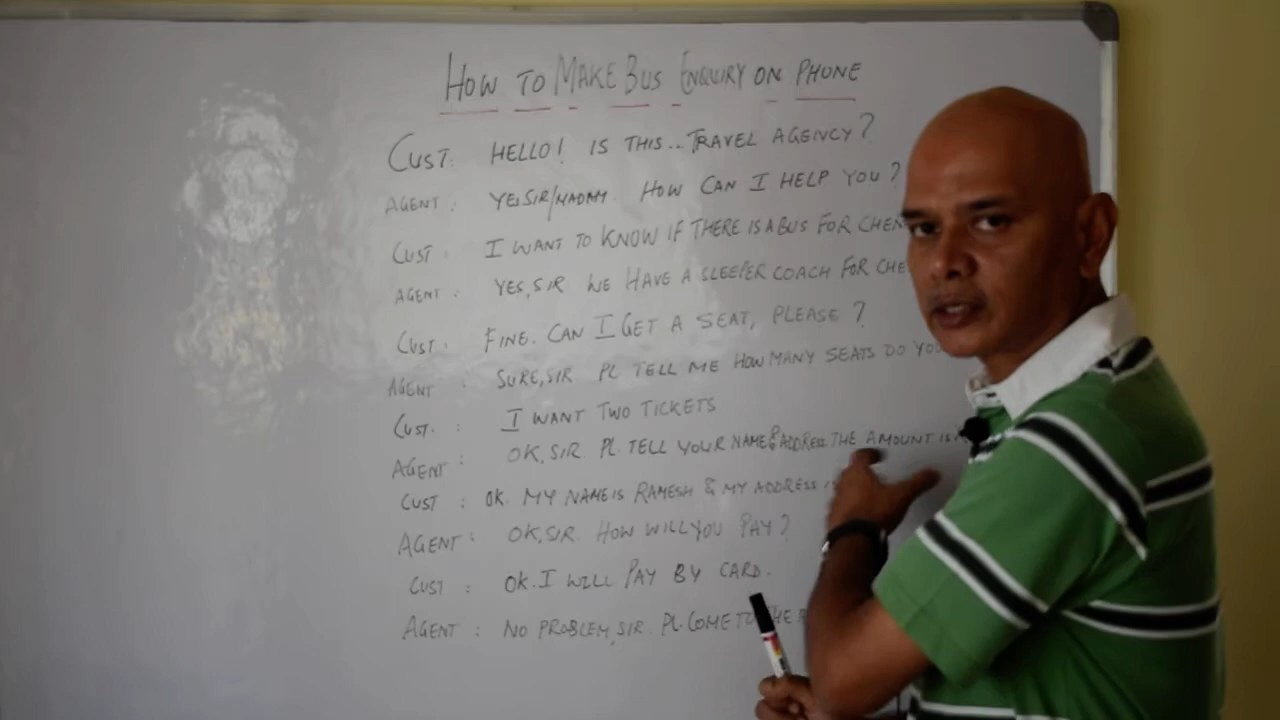 HOW TO MAKE BUS ENQUIRY ON PHONE
CUST. HELLO! IS THIS... TRAVEL AGENCY?
AGENT : YES, SIR/MADAM HOW CAN I HELP YOU?
CUST : I WANT TO KNOW IF THERE IS A BUS FOR CHEN
AGENT : YES, SIR WE HAVE A SLEEPER COACH FOR CHE
CUST : FINE. CAN I GET A SEAT, PLEASE?
AGENT : SURE, SIR PL TELL ME HOW MANY SEATS DO YOU
CUST. : I WANT TWO TICKETS
AGENT : OK, SIR PL. TELL YOUR NAME & ADDRESS. THE AMOUNT IS
CUST : OK. MY NAME IS RAMESH & MY ADDRESS IS
AGENT : OK, SIR. HOW WILL YOU PAY?
CUST : OK. I WILL PAY BY CARD.
AGENT : NO PROBLEM, SIR. PL. COME TO THE